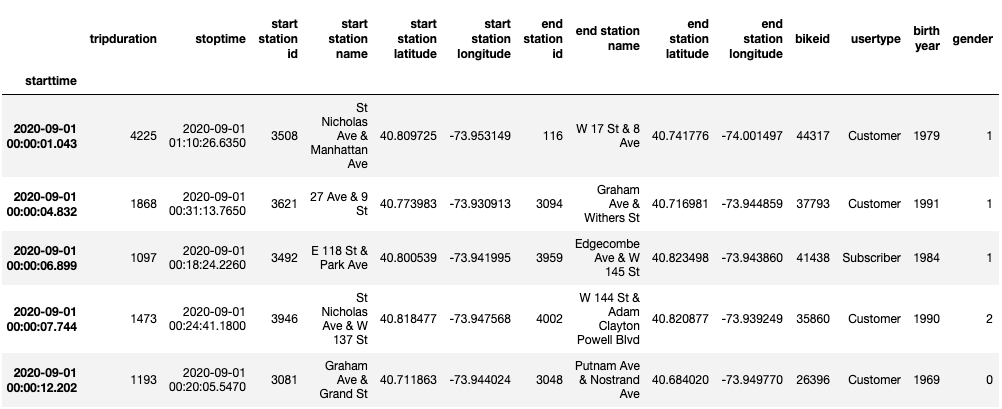 tripduration stoptime start station id start station name start station latitude start station longitude end station id end station name end station latitude end station longitude bikeid usertype birth year gender
starttime
2020-09-01 00:00:01.043 4225 2020-09-01 01:10:26.6350 3508 St Nicholas Ave & Manhattan Ave 40.809725 -73.953149 116 W 17 St & 8 Ave 40.741776 -74.001497 44317 Customer 1979 1
2020-09-01 00:00:04.832 1868 2020-09-01 00:31:13.7650 3621 27 Ave & 9 St 40.773983 -73.930913 3094 Graham Ave & Withers St 40.716981 -73.944859 37793 Customer 1991 1
2020-09-01 00:00:06.899 1097 2020-09-01 00:18:24.2260 3492 E 118 St & Park Ave 40.800539 -73.941995 3959 Edgecombe Ave & W 145 St 40.823498 -73.943860 41438 Subscriber 1984 1
2020-09-01 00:00:07.744 1473 2020-09-01 00:24:41.1800 3946 St Nicholas Ave & W 137 St 40.818477 -73.947568 4002 W 144 St & Adam Clayton Powell Blvd 40.820877 -73.939249 35860 Customer 1990 2
2020-09-01 00:00:12.202 1193 2020-09-01 00:20:05.5470 3081 Graham Ave & Grand St 40.711863 -73.944024 3048 Putnam Ave & Nostrand Ave 40.684020 -73.949770 26396 Customer 1969 0